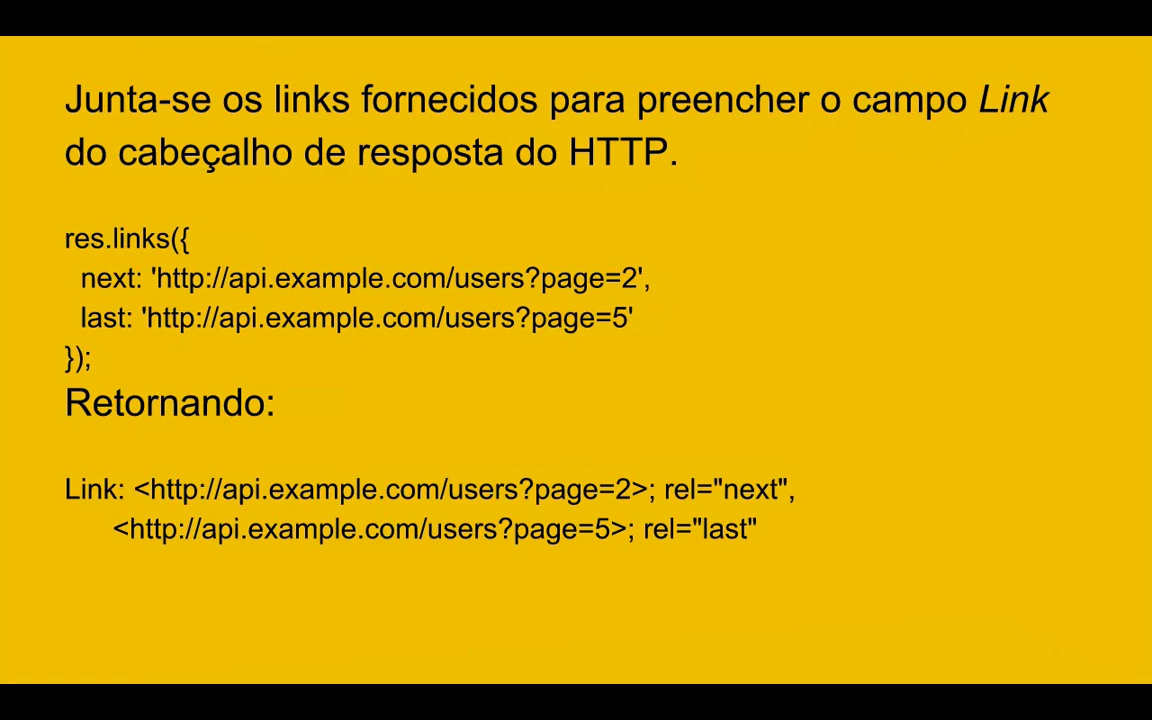 Junta-se os links fornecidos para preencher o campo Link
do cabeçalho de resposta do HTTP.
res.links({
next: 'http://api.example.com/users?page=2',
last: 'http://api.example.com/users?page=5'
});
Retornando:
Link: <http://api.example.com/users?page=2>; rel="next",
<http://api.example.com/users?page=5>; rel="last"